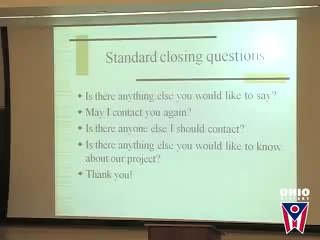 Standard closing questions
Is there anything else you would like to say?
May I contact you again?
Is there anyone else I should contact?
Is there anything else you would like to know
about our project?
Thank you!
OHIO
HISTORY